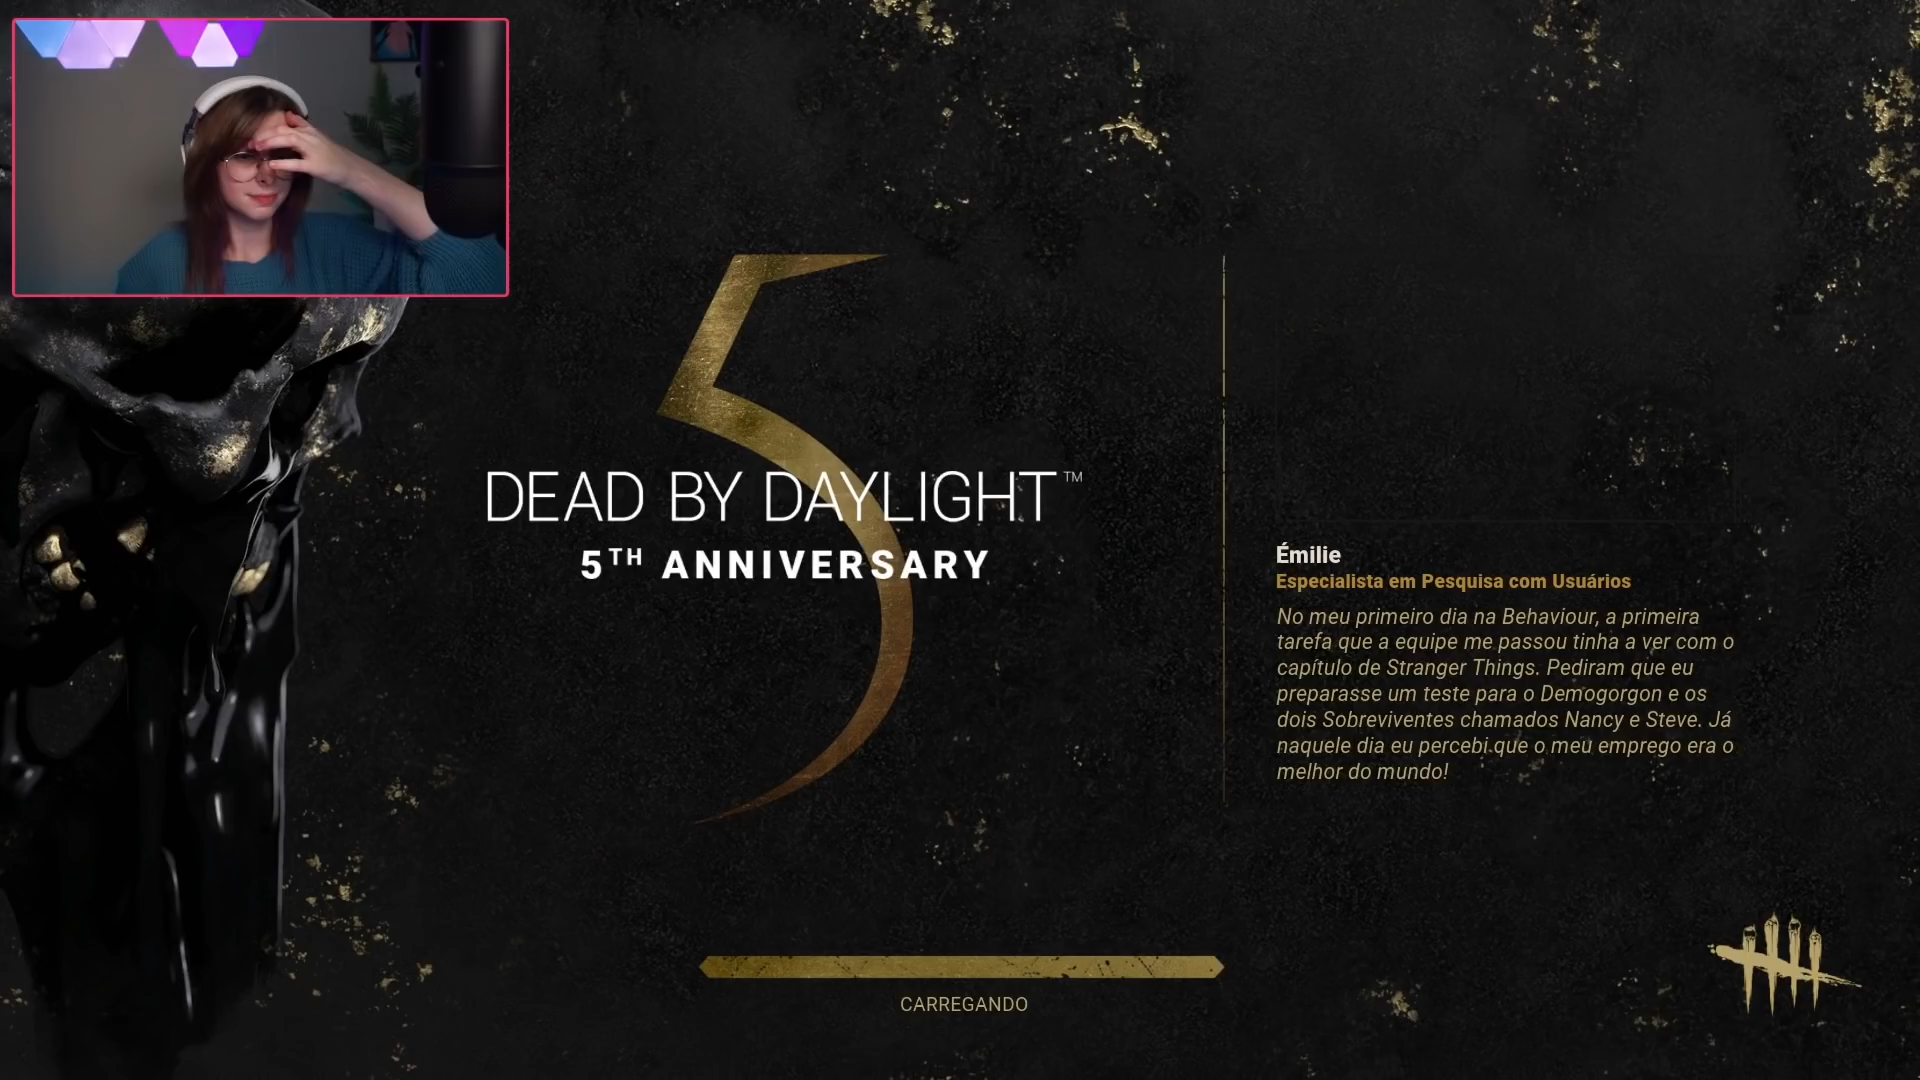 DEAD BY DAYLIGHT™
5TH ANNIVERSARY
Émilie
Especialista em Pesquisa com Usuários
No meu primeiro dia na Behaviour, a primeira
tarefa que a equipe me passou tinha a ver com o
capítulo de Stranger Things. Pediram que eu
preparasse um teste para o Demogorgon e os
dois Sobreviventes chamados Nancy e Steve. Já
naquele dia eu percebi que o meu emprego era o
melhor do mundo!
CARREGANDO